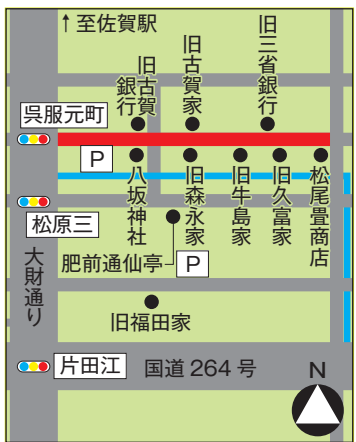 ↑至佐賀駅
旧古賀
銀行
旧古賀家
旧三省銀行
呉服元町
P
八坂神社
旧森永家
旧牛島家
旧久富家
松尾畳商店
松原三
大財通り
肥前通仙亭
P
旧福田家
片田江
国道264号
N